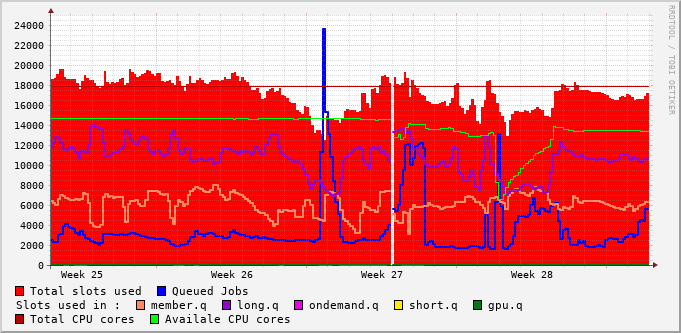 RRDTOOL / TOBI OETIKER
24000
22000
20000
18000
16000
14000
12000
10000
8000
6000
4000
2000
0
Week 25 Week 26 Week 27 Week 28
Total slots used Queued Jobs
Slots used in : member.q long.q ondemand.q short.q gpu.q
Total CPU cores Availale CPU cores